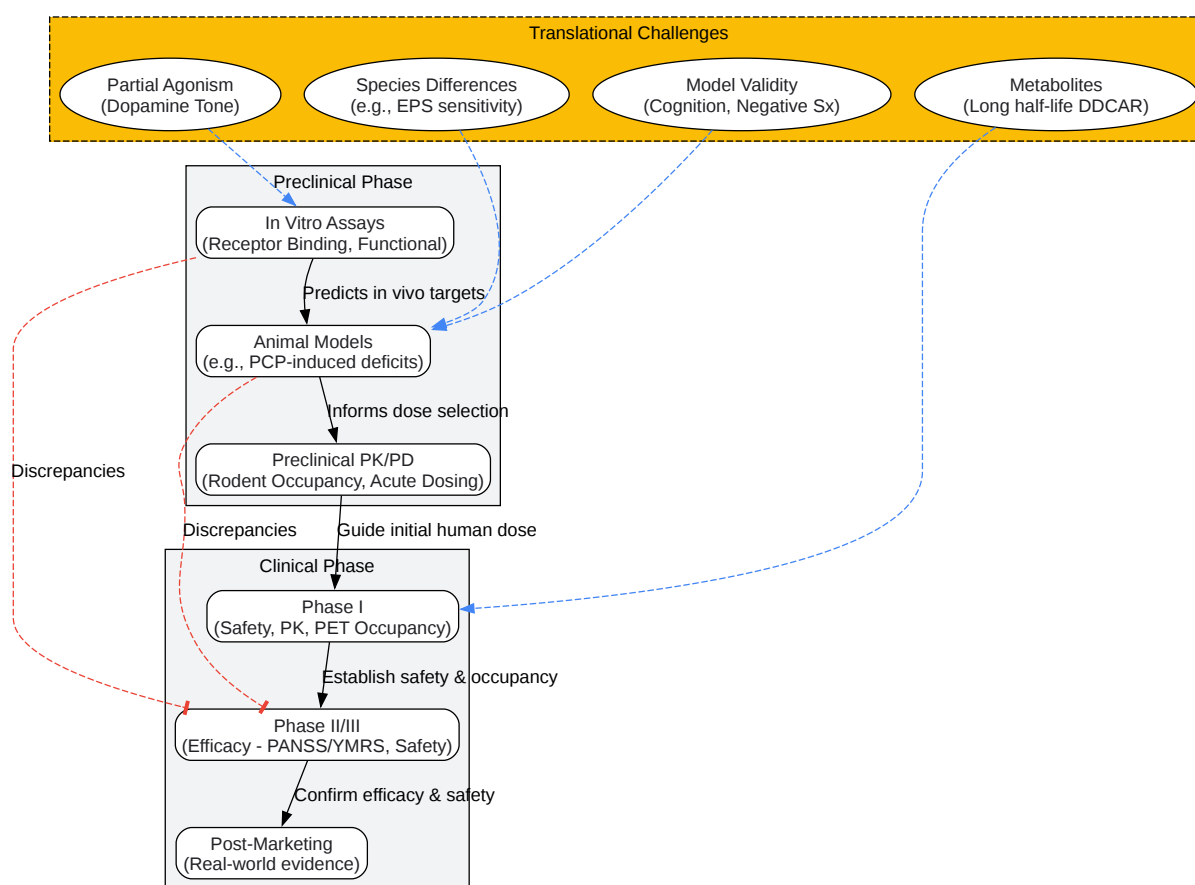 Translational Challenges
Partial Agonism
(Dopamine Tone)
Species Differences
(e.g., EPS sensitivity)
Model Validity
(Cognition, Negative Sx)
Metabolites
(Long half-life DDCAR)
Preclinical Phase
In Vitro Assays
(Receptor Binding, Functional)
Predicts in vivo targets
Animal Models
(e.g., PCP-induced deficits)
Informs dose selection
Preclinical PK/PD
(Rodent Occupancy, Acute Dosing)
Discrepancies
Discrepancies
Guide initial human dose
Clinical Phase
Phase I
(Safety, PK, PET Occupancy)
Establish safety & occupancy
Phase II/III
(Efficacy - PANSS/YMRS, Safety)
Confirm efficacy & safety
Post-Marketing
(Real-world evidence)